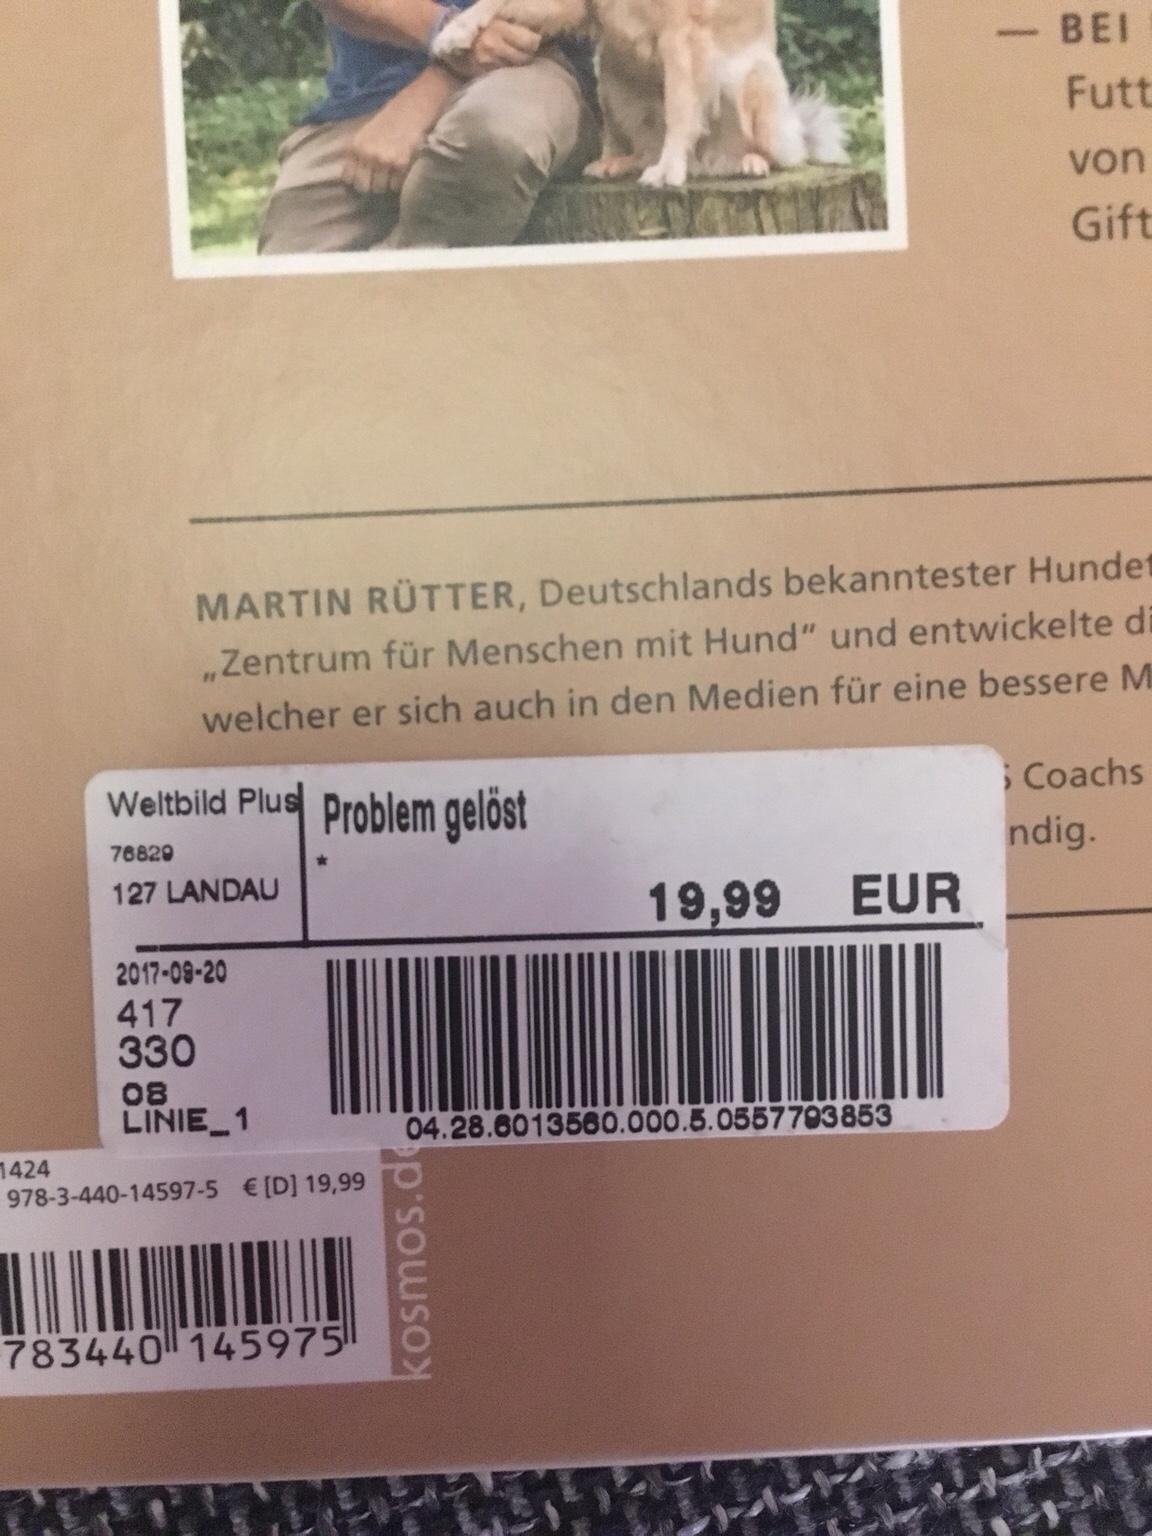 — BEI
Futt
von
Gift
MARTIN RÜTTER, Deutschlands bekanntester Hundet
„Zentrum für Menschen mit Hund“ und entwickelte di
welcher er sich auch in den Medien für eine bessere M
Coachs
ndig.
Weltbild Plus
76829
127 LANDAU
Problem gelöst
*
19,99 EUR
2017-09-20
417
330
08
LINIE_1
04.28.6013560.000.5.0557793853
1424
978-3-440-14597-5 € [D] 19,99
783440 145975
kosmos.de